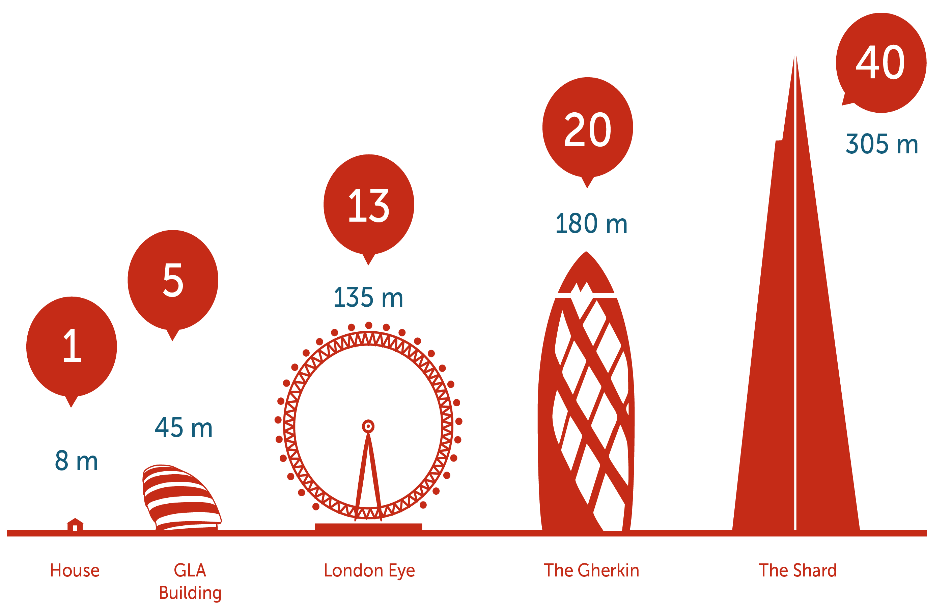 1
8 m
House
5
45 m
GLA
Building
13
135 m
London Eye
20
180 m
The Gherkin
40
305 m
The Shard